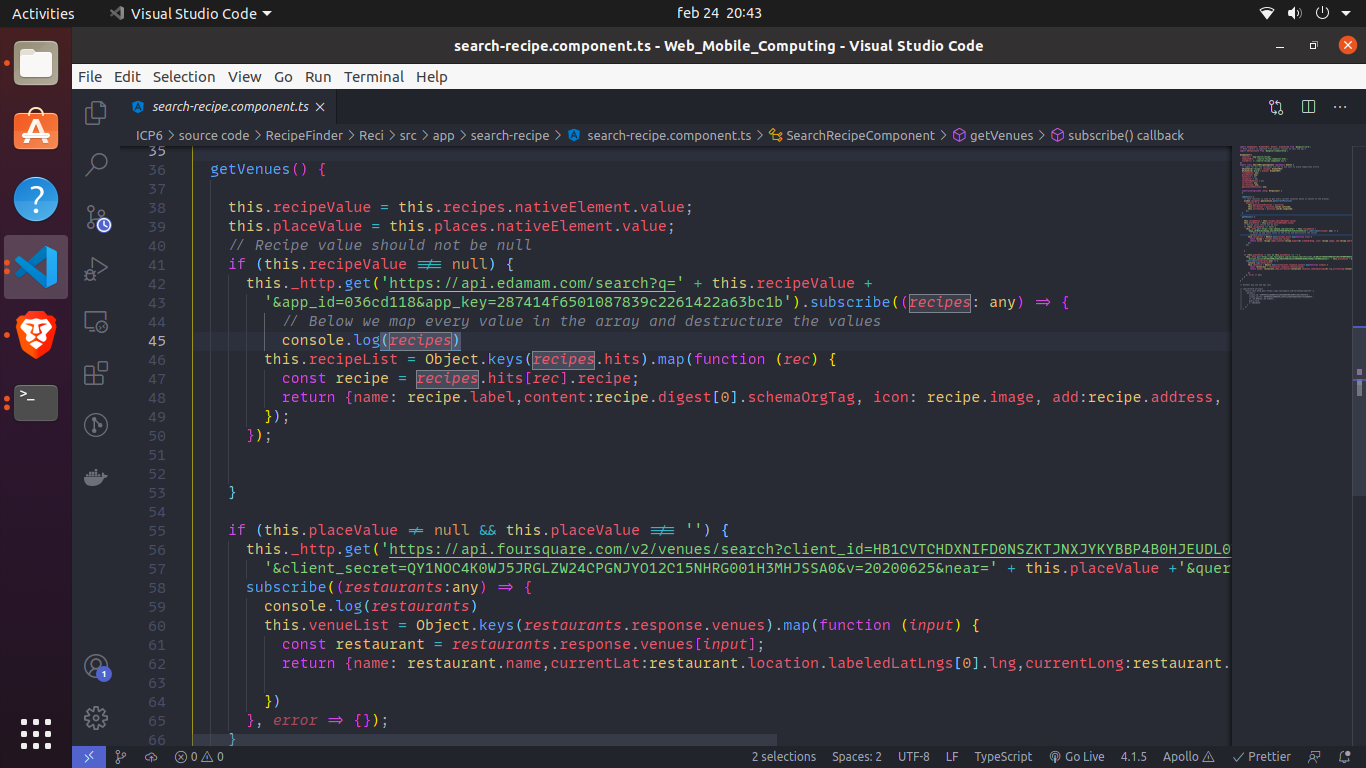 Activities Visual Studio Code feb 24 20:43
search-recipe.component.ts - Web_Mobile_Computing - Visual Studio Code
File Edit Selection View Go Run Terminal Help
search-recipe.component.ts
ICP6 > source code > RecipeFinder > Reci > src > app > search-recipe > search-recipe.component.ts > SearchRecipeComponent > getVenues > subscribe() callback
35
36 getVenues() {
37
38 this.recipeValue = this.recipes.nativeElement.value;
39 this.placeValue = this.places.nativeElement.value;
40 // Recipe value should not be null
41 if (this.recipeValue !== null) {
42 this._http.get('https://api.edamam.com/search?q=' + this.recipeValue +
43 '&app_id=036cd118&app_key=287414f6501087839c2261422a63bc1b').subscribe((recipes: any) => {
44 // Below we map every value in the array and destructure the values
45 console.log(recipes)
46 this.recipeList = Object.keys(recipes.hits).map(function (rec) {
47 const recipe = recipes.hits[rec].recipe;
48 return {name: recipe.label,content:recipe.digest[0].schemaOrgTag, icon: recipe.image, add:recipe.address,
49 });
50 });
51
52
53 }
54
55 if (this.placeValue != null && this.placeValue !== '') {
56 this._http.get('https://api.foursquare.com/v2/venues/search?client_id=HB1CVTCHDXNIFD0NSZKTJNXJYKYBBP4B0HJEUDL0
57 '&client_secret=QY1NOC4K0WJ5JRGLZW24CPGNJYO12C15NHRG001H3MHJSSA0&v=20200625&near=' + this.placeValue +'&quer
58 subscribe((restaurants:any) => {
59 console.log(restaurants)
60 this.venueList = Object.keys(restaurants.response.venues).map(function (input) {
61 const restaurant = restaurants.response.venues[input];
62 return {name: restaurant.name,currentLat:restaurant.location.labeledLatLngs[0].lng,currentLong:restaurant.
63
64 })
65 }, error => {});
66 }
0 0 2 selections Spaces: 2 UTF-8 LF TypeScript Go Live 4.1.5 Apollo Prettier
1